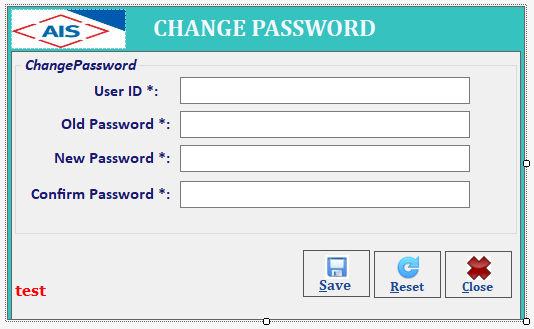 AIS CHANGE PASSWORD
ChangePassword
User ID *:
Old Password *:
New Password *:
Confirm Password *:
Save Reset Close
test